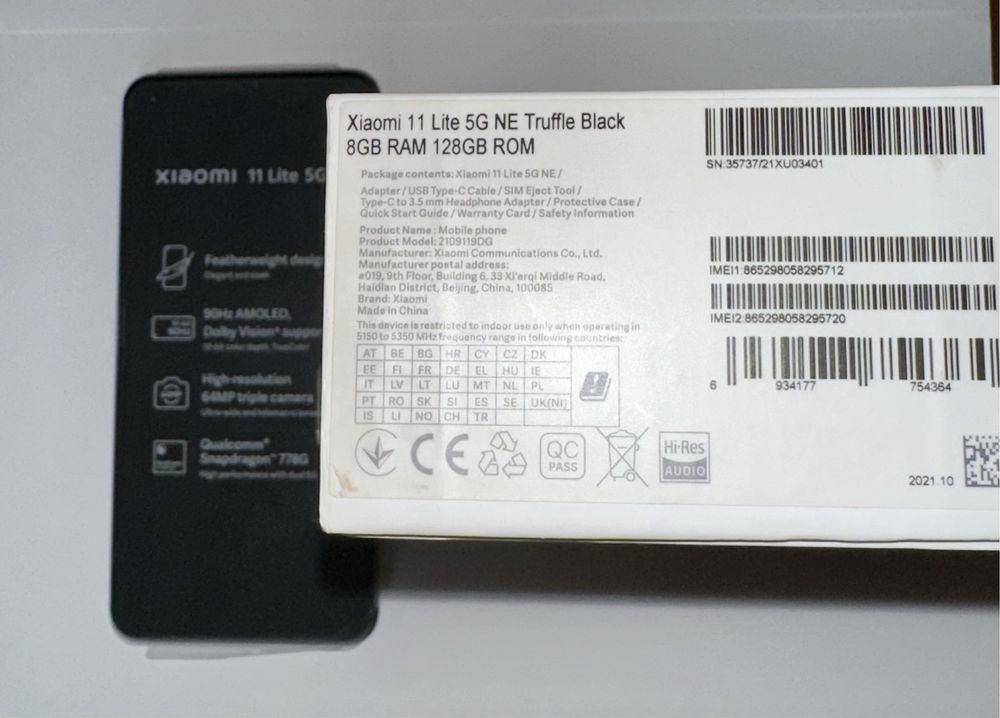 XIAOMI 11 Lite 5G
Featherweight desig
90Hz AMOLED,
Dolby Vision® suppor
High-resolution
64MP triple camera
Qualcomm®
Snapdragon™ 778G
Xiaomi 11 Lite 5G NE Truffle Black
8GB RAM 128GB ROM
Package contents: Xiaomi 11 Lite 5G NE /
Adapter / USB Type-C Cable / SIM Eject Tool /
Type-C to 3.5 mm Headphone Adapter / Protective Case /
Quick Start Guide / Warranty Card / Safety Information
Product Name : Mobile phone
Product Model: 2109119DG
Manufacturer: Xiaomi Communications Co., Ltd.
Manufacturer postal address:
#019, 9th Floor, Building 6, 33 Xi'erqi Middle Road,
Haidian District, Beijing, China, 100085
Brand: Xiaomi
Made in China
This device is restricted to indoor use only when operating in
5150 to 5350 MHz frequency range in following countries:
AT BE BG HR CY CZ DK
EE FI FR DE EL HU IE
IT LV LT LU MT NL PL
PT RO SK SI ES SE UK(NI)
IS LI NO CH TR
CE
QC
PASS
Hi-Res
AUDIO
SN:35737/21XU03401
IMEI1:865298058295712
IMEI2:865298058295720
6 934177 754364
2021.10